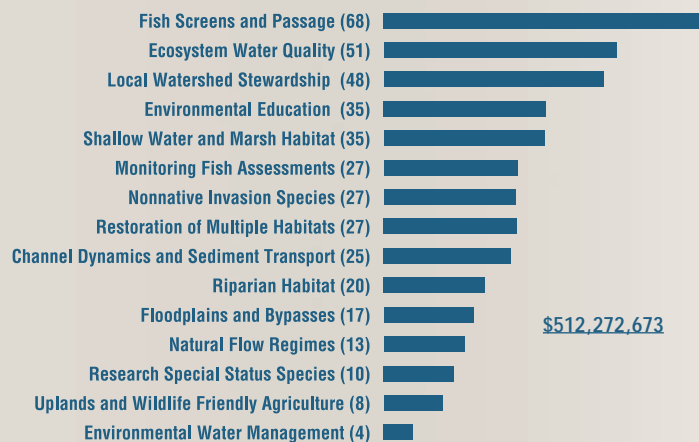 Fish Screens and Passage (68)
Ecosystem Water Quality (51)
Local Watershed Stewardship (48)
Environmental Education (35)
Shallow Water and Marsh Habitat (35)
Monitoring Fish Assessments (27)
Nonnative Invasion Species (27)
Restoration of Multiple Habitats (27)
Channel Dynamics and Sediment Transport (25)
Riparian Habitat (20)
Floodplains and Bypasses (17)
$512,272,673
Natural Flow Regimes (13)
Research Special Status Species (10)
Uplands and Wildlife Friendly Agriculture (8)
Environmental Water Management (4)